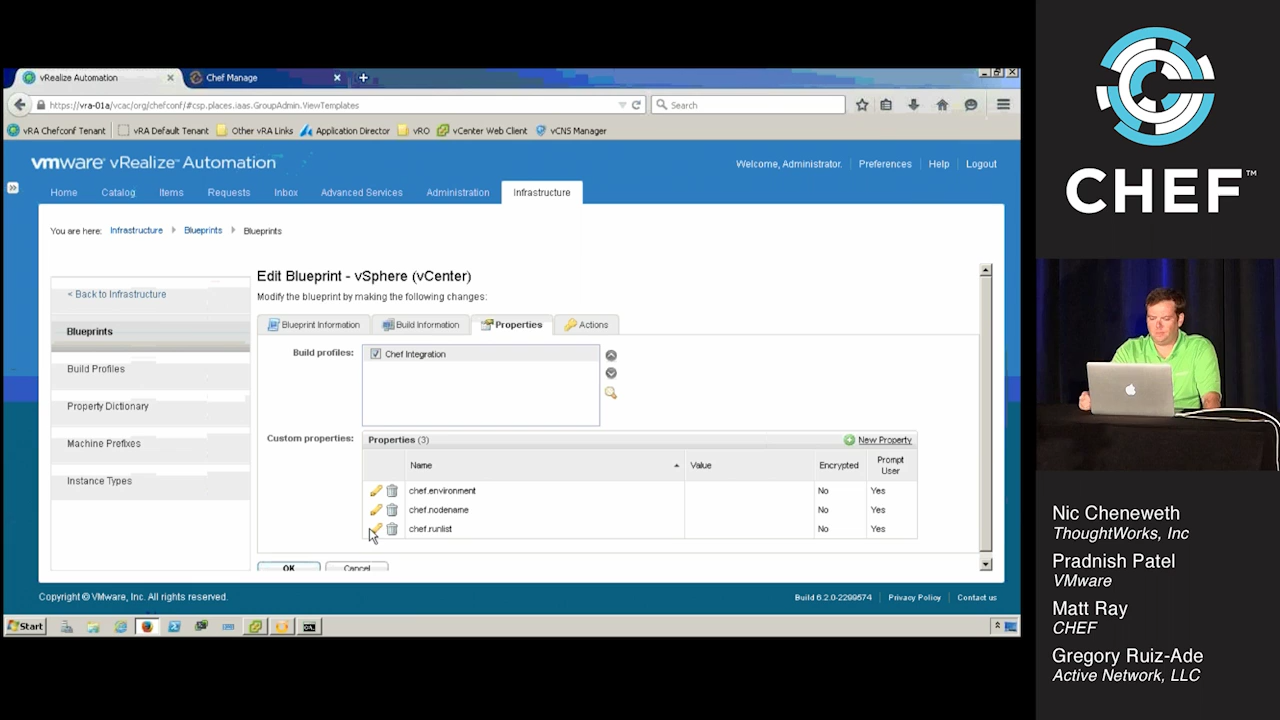 vRealize Automation
Chef Manage
https://vra-01a/vcac/org/chefconf/#csp.places.iaas.GroupAdmin.ViewTemplates
Search
vRA Chefconf Tenant
vRA Default Tenant
Other vRA Links
Application Director
vRO
vCenter Web Client
vCNS Manager
vmware® vRealize™ Automation
Welcome, Administrator.
Preferences
Help
Logout
Home
Catalog
Items
Requests
Inbox
Advanced Services
Administration
Infrastructure
You are here: Infrastructure Blueprints Blueprints
< Back to Infrastructure
Blueprints
Build Profiles
Property Dictionary
Machine Prefixes
Instance Types
Edit Blueprint - vSphere (vCenter)
Modify the blueprint by making the following changes:
Blueprint Information
Build Information
Properties
Actions
Build profiles:
Chef Integration
Custom properties:
Properties (3)
New Property
Name
Value
Encrypted
Prompt User
chef.environment No Yes
chef.nodename No Yes
chef.runlist No Yes
OK
Cancel
Copyright © VMware, Inc. All rights reserved.
Build 6.2.0-2299574
Privacy Policy
Contact us
Start
CHEF™
Nic Cheneweth
ThoughtWorks, Inc
Pradnish Patel
VMware
Matt Ray
CHEF
Gregory Ruiz-Ade
Active Network, LLC